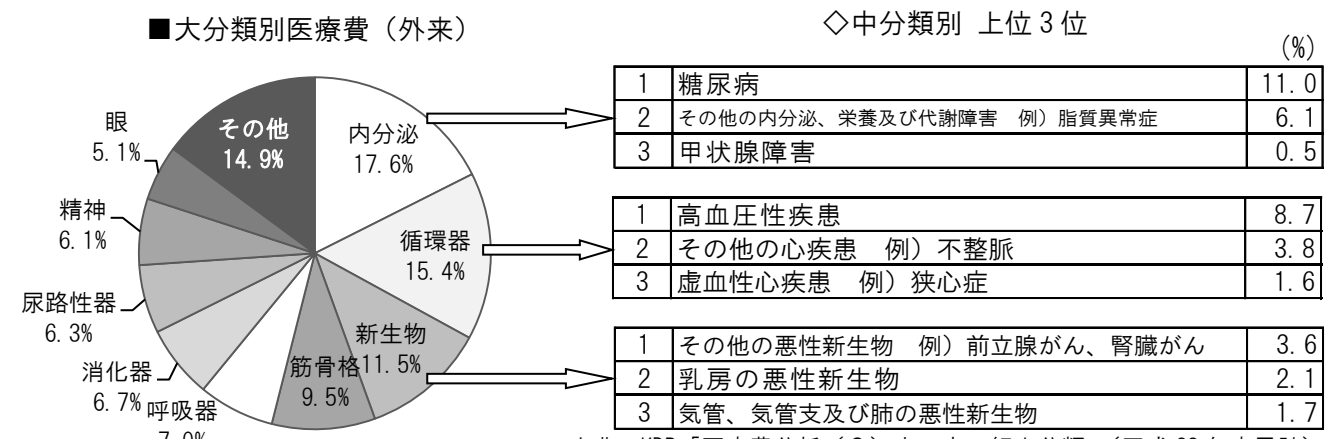 ■大分類別医療費（外来）
◇中分類別 上位3位
(%)
その他
14.9%
内分泌
17.6%
循環器
15.4%
新生物
11.5%
筋骨格
9.5%
呼吸器
消化器
6.7%
尿路性器
6.3%
精神
6.1%
眼
5.1%
1 糖尿病 11.0
2 その他の内分泌、栄養及び代謝障害 例）脂質異常症 6.1
3 甲状腺障害 0.5
1 高血圧性疾患 8.7
2 その他の心疾患 例）不整脈 3.8
3 虚血性心疾患 例）狭心症 1.6
1 その他の悪性新生物 例）前立腺がん、腎臓がん 3.6
2 乳房の悪性新生物 2.1
3 気管、気管支及び肺の悪性新生物 1.7